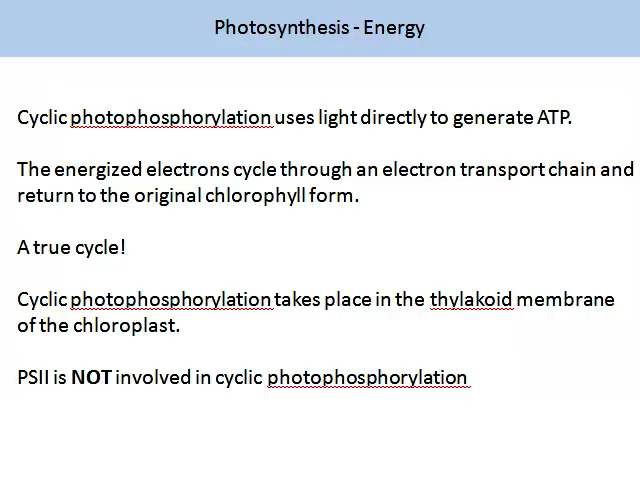 Photosynthesis - Energy
Cyclic photophosphorylation uses light directly to generate ATP.
The energized electrons cycle through an electron transport chain and
return to the original chlorophyll form.
A true cycle!
Cyclic photophosphorylation takes place in the thylakoid membrane
of the chloroplast.
PSII is NOT involved in cyclic photophosphorylation